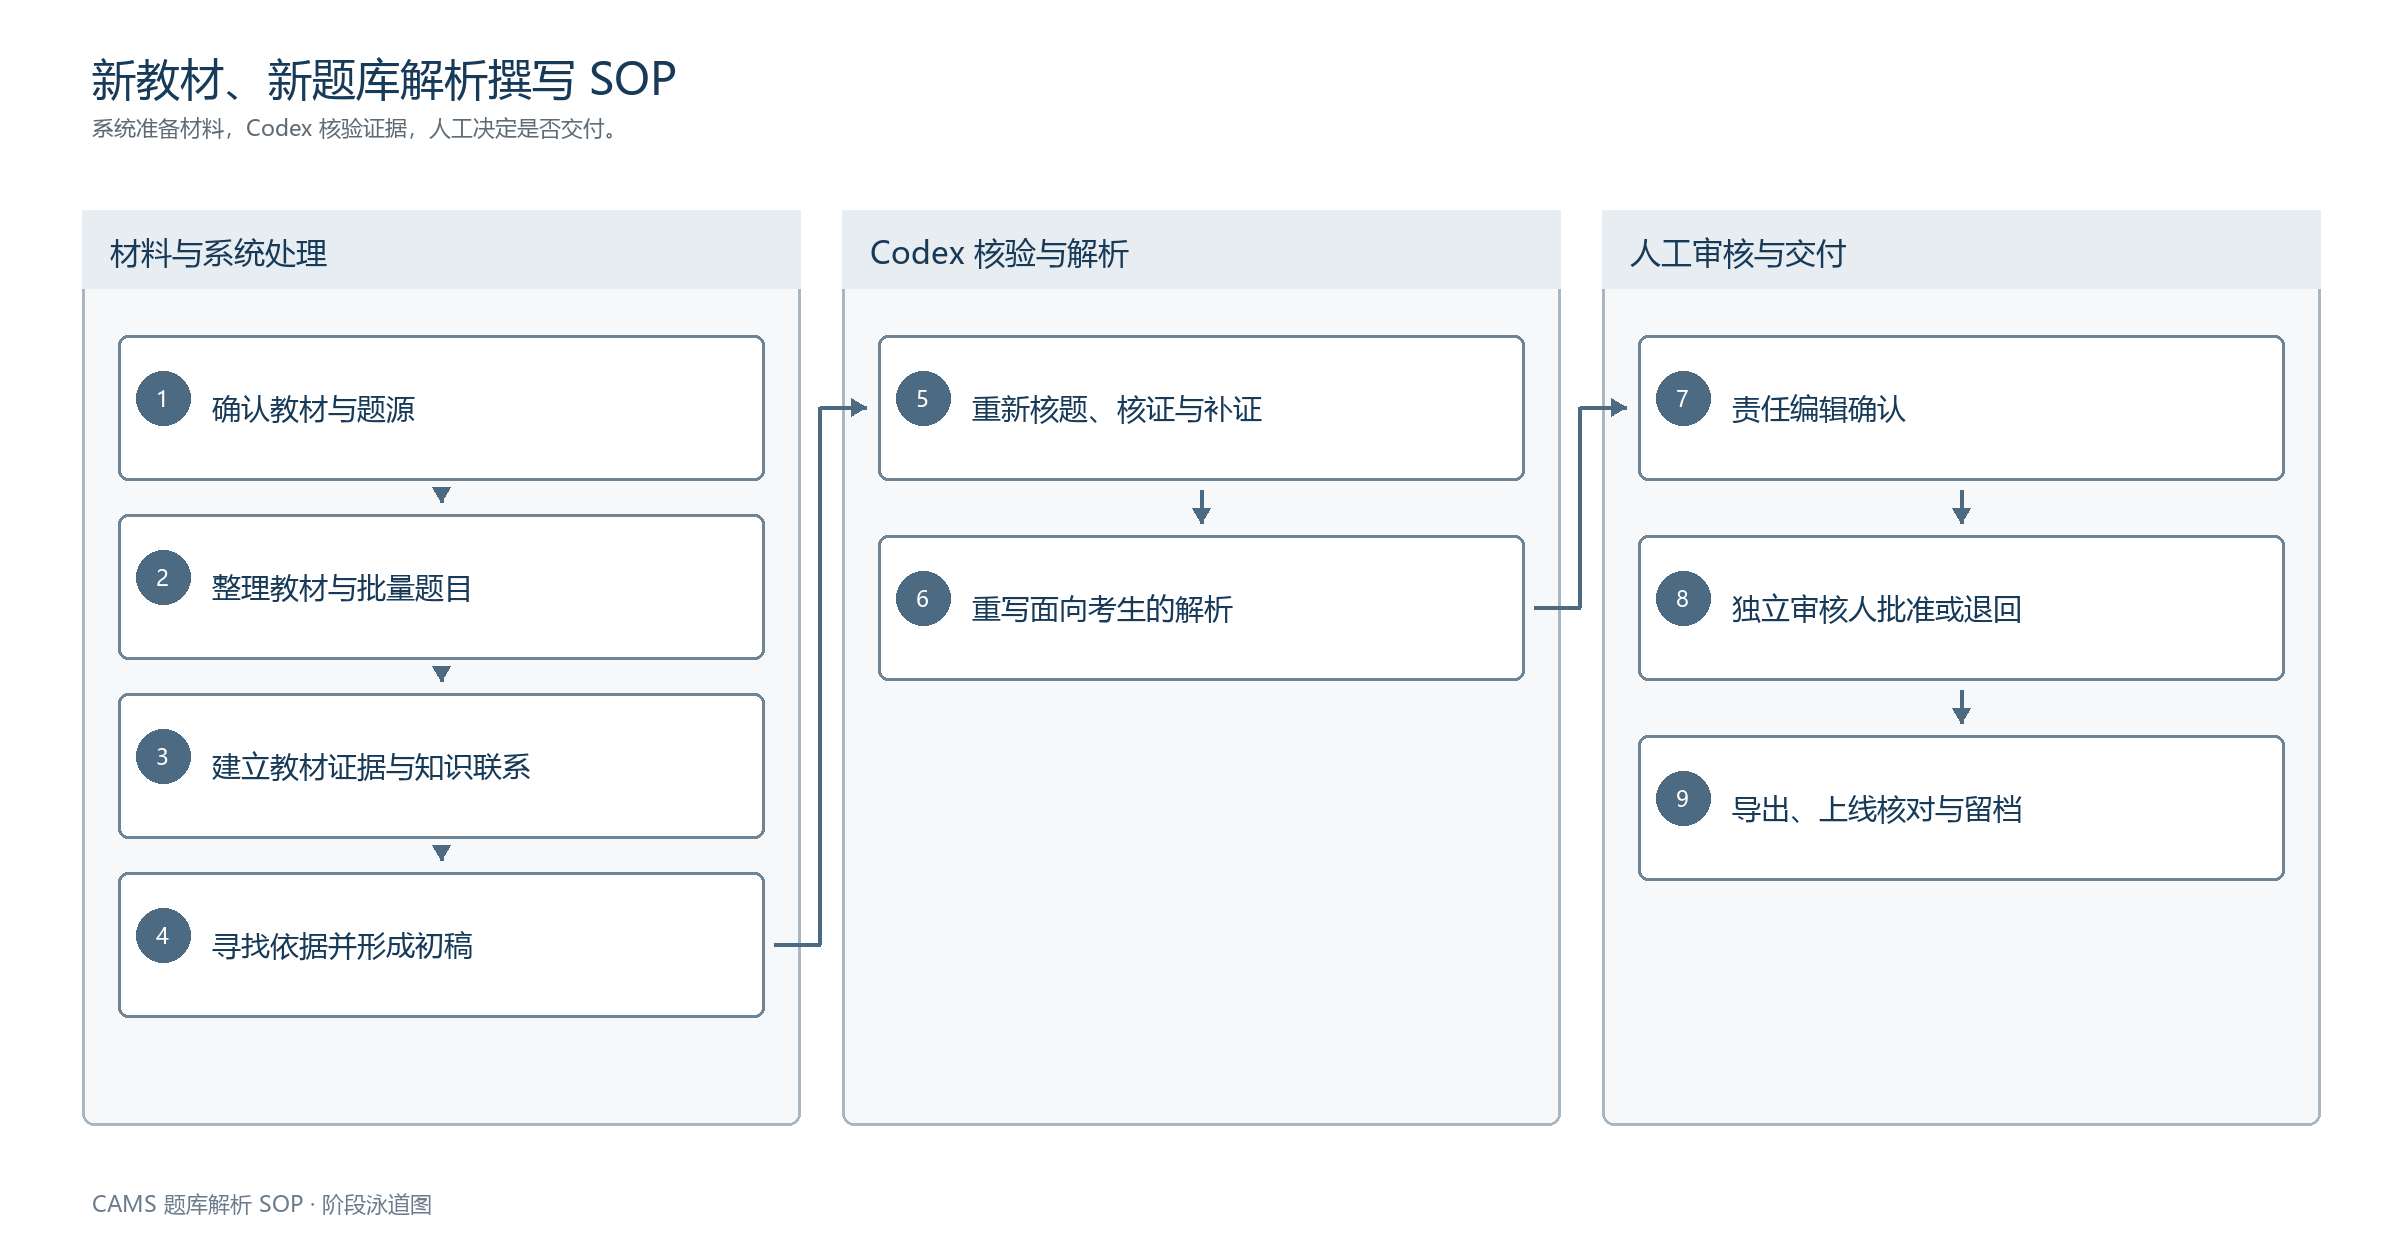 新教材、新题库解析撰写 SOP
系统准备材料，Codex 核验证据，人工决定是否交付。
材料与系统处理
1 确认教材与题源
2 整理教材与批量题目
3 建立教材证据与知识联系
4 寻找依据并形成初稿
Codex 核验与解析
5 重新核题、核证与补证
6 重写面向考生的解析
人工审核与交付
7 责任编辑确认
8 独立审核人批准或退回
9 导出、上线核对与留档
CAMS 题库解析 SOP · 阶段泳道图